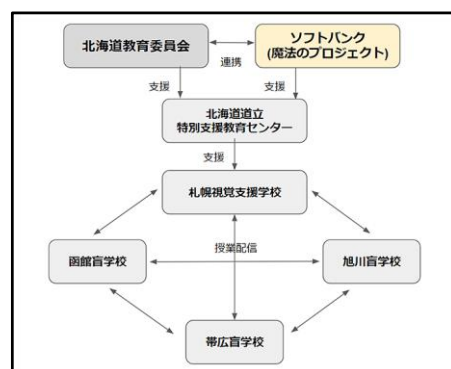 北海道教育委員会
ソフトバンク
(魔法のプロジェクト)
連携
支援
支援
北海道道立
特別支援教育センター
支援
札幌視覚支援学校
授業配信
函館盲学校
旭川盲学校
帯広盲学校